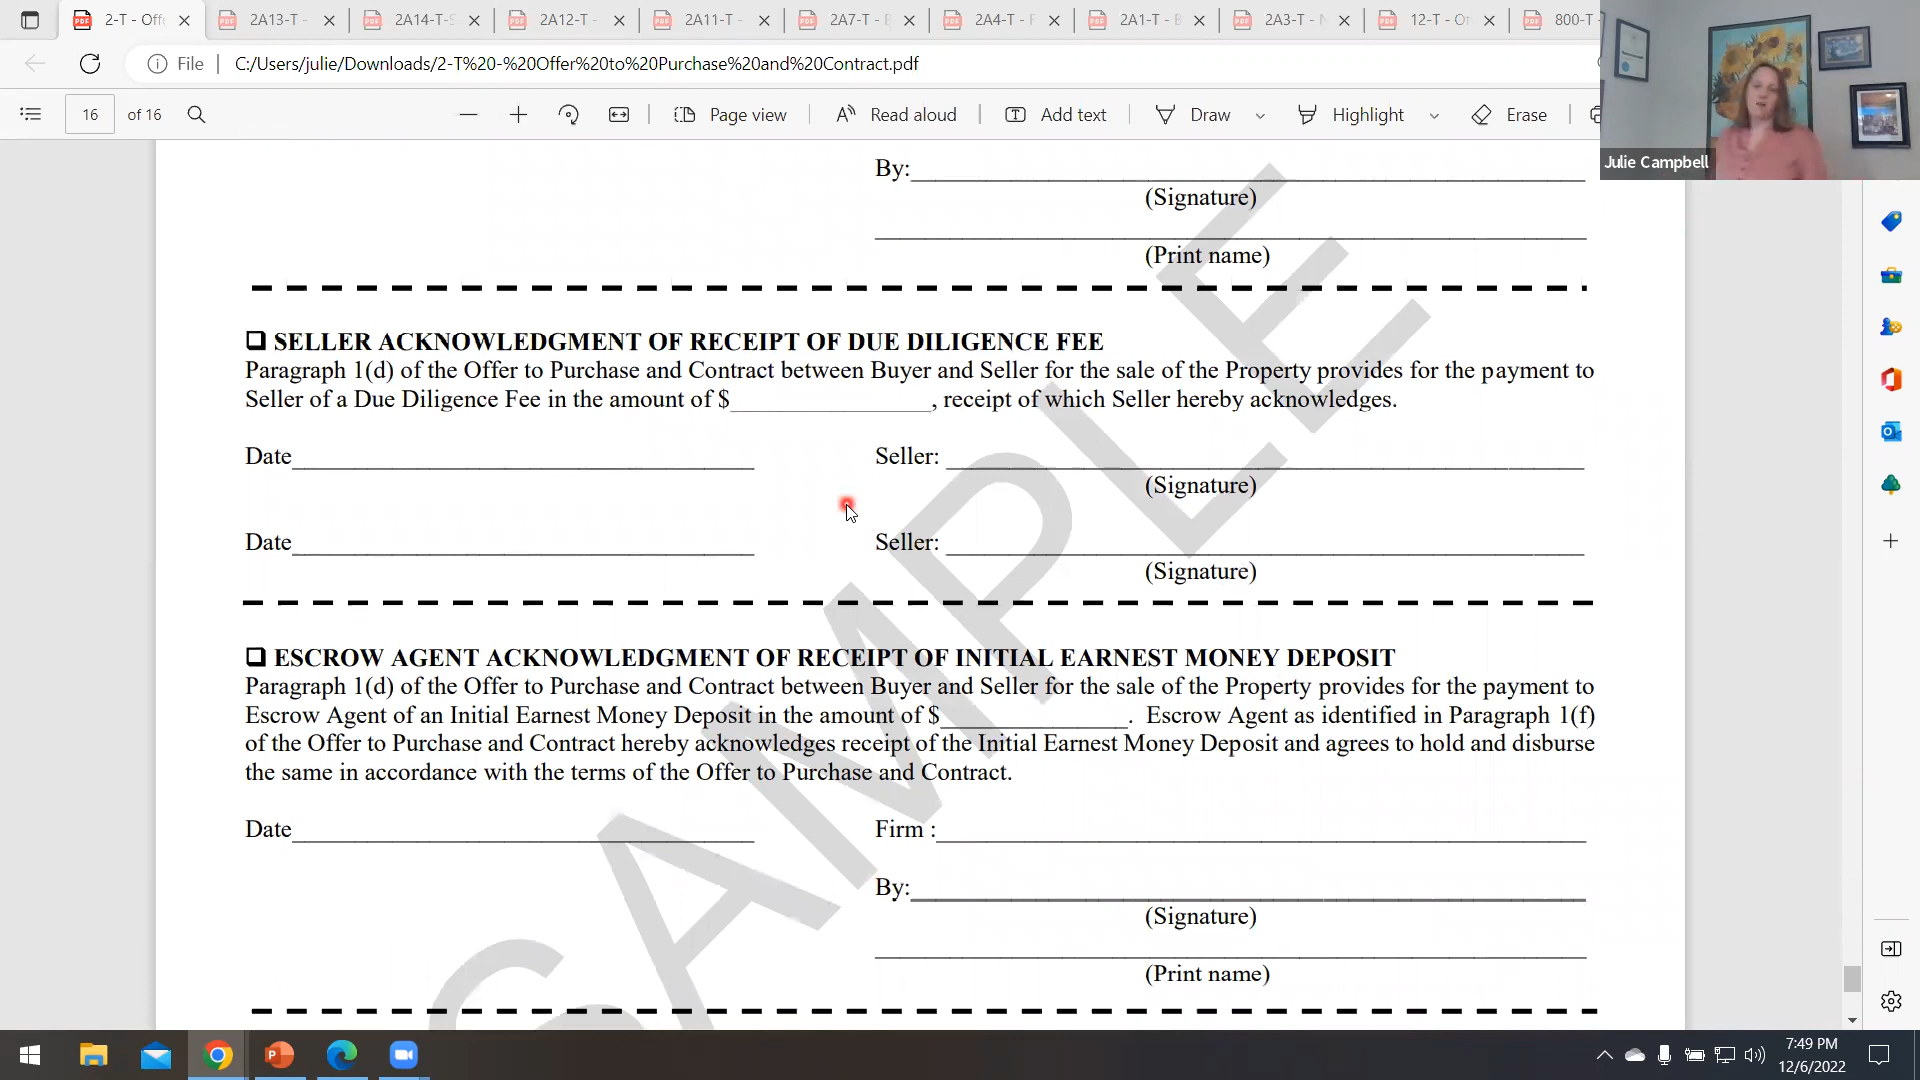 2-T - Off
2A13-T -
2A14-T-S
2A12-T -
2A11-T -
2A7-T - E
2A4-T - F
2A1-T - B
2A3-T - N
12-T - O
800-T -
File
C:/Users/julie/Downloads/2-T%20-%20Offer%20to%20Purchase%20and%20Contract.pdf
16 of 16
Page view
Read aloud
Add text
Draw
Highlight
Erase
Julie Campbell
By:
(Signature)
(Print name)
SELLER ACKNOWLEDGMENT OF RECEIPT OF DUE DILIGENCE FEE
Paragraph 1(d) of the Offer to Purchase and Contract between Buyer and Seller for the sale of the Property provides for the payment to
Seller of a Due Diligence Fee in the amount of $________________, receipt of which Seller hereby acknowledges.
Date
Seller:
(Signature)
Date
Seller:
(Signature)
ESCROW AGENT ACKNOWLEDGMENT OF RECEIPT OF INITIAL EARNEST MONEY DEPOSIT
Paragraph 1(d) of the Offer to Purchase and Contract between Buyer and Seller for the sale of the Property provides for the payment to
Escrow Agent of an Initial Earnest Money Deposit in the amount of $_______________. Escrow Agent as identified in Paragraph 1(f)
of the Offer to Purchase and Contract hereby acknowledges receipt of the Initial Earnest Money Deposit and agrees to hold and disburse
the same in accordance with the terms of the Offer to Purchase and Contract.
Date
Firm :
By:
(Signature)
(Print name)
SAMPLE
7:49 PM
12/6/2022